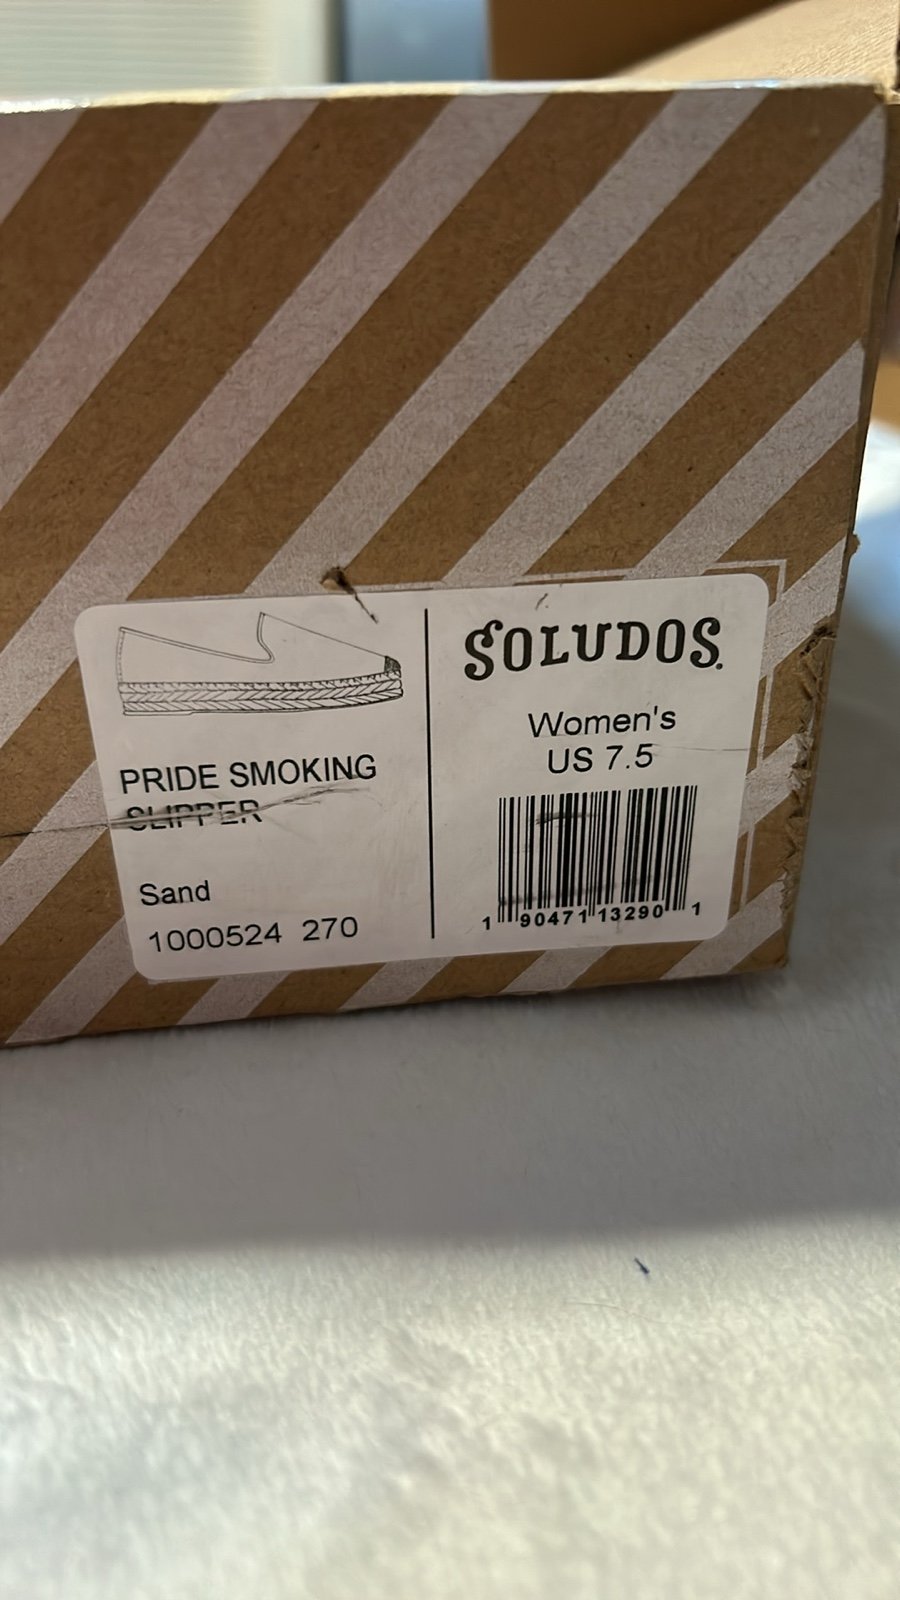 PRIDE SMOKING
SLIPPER
Sand
1000524 270
SOLUDOS.
Women's
US 7.5
1 90471 13290 1